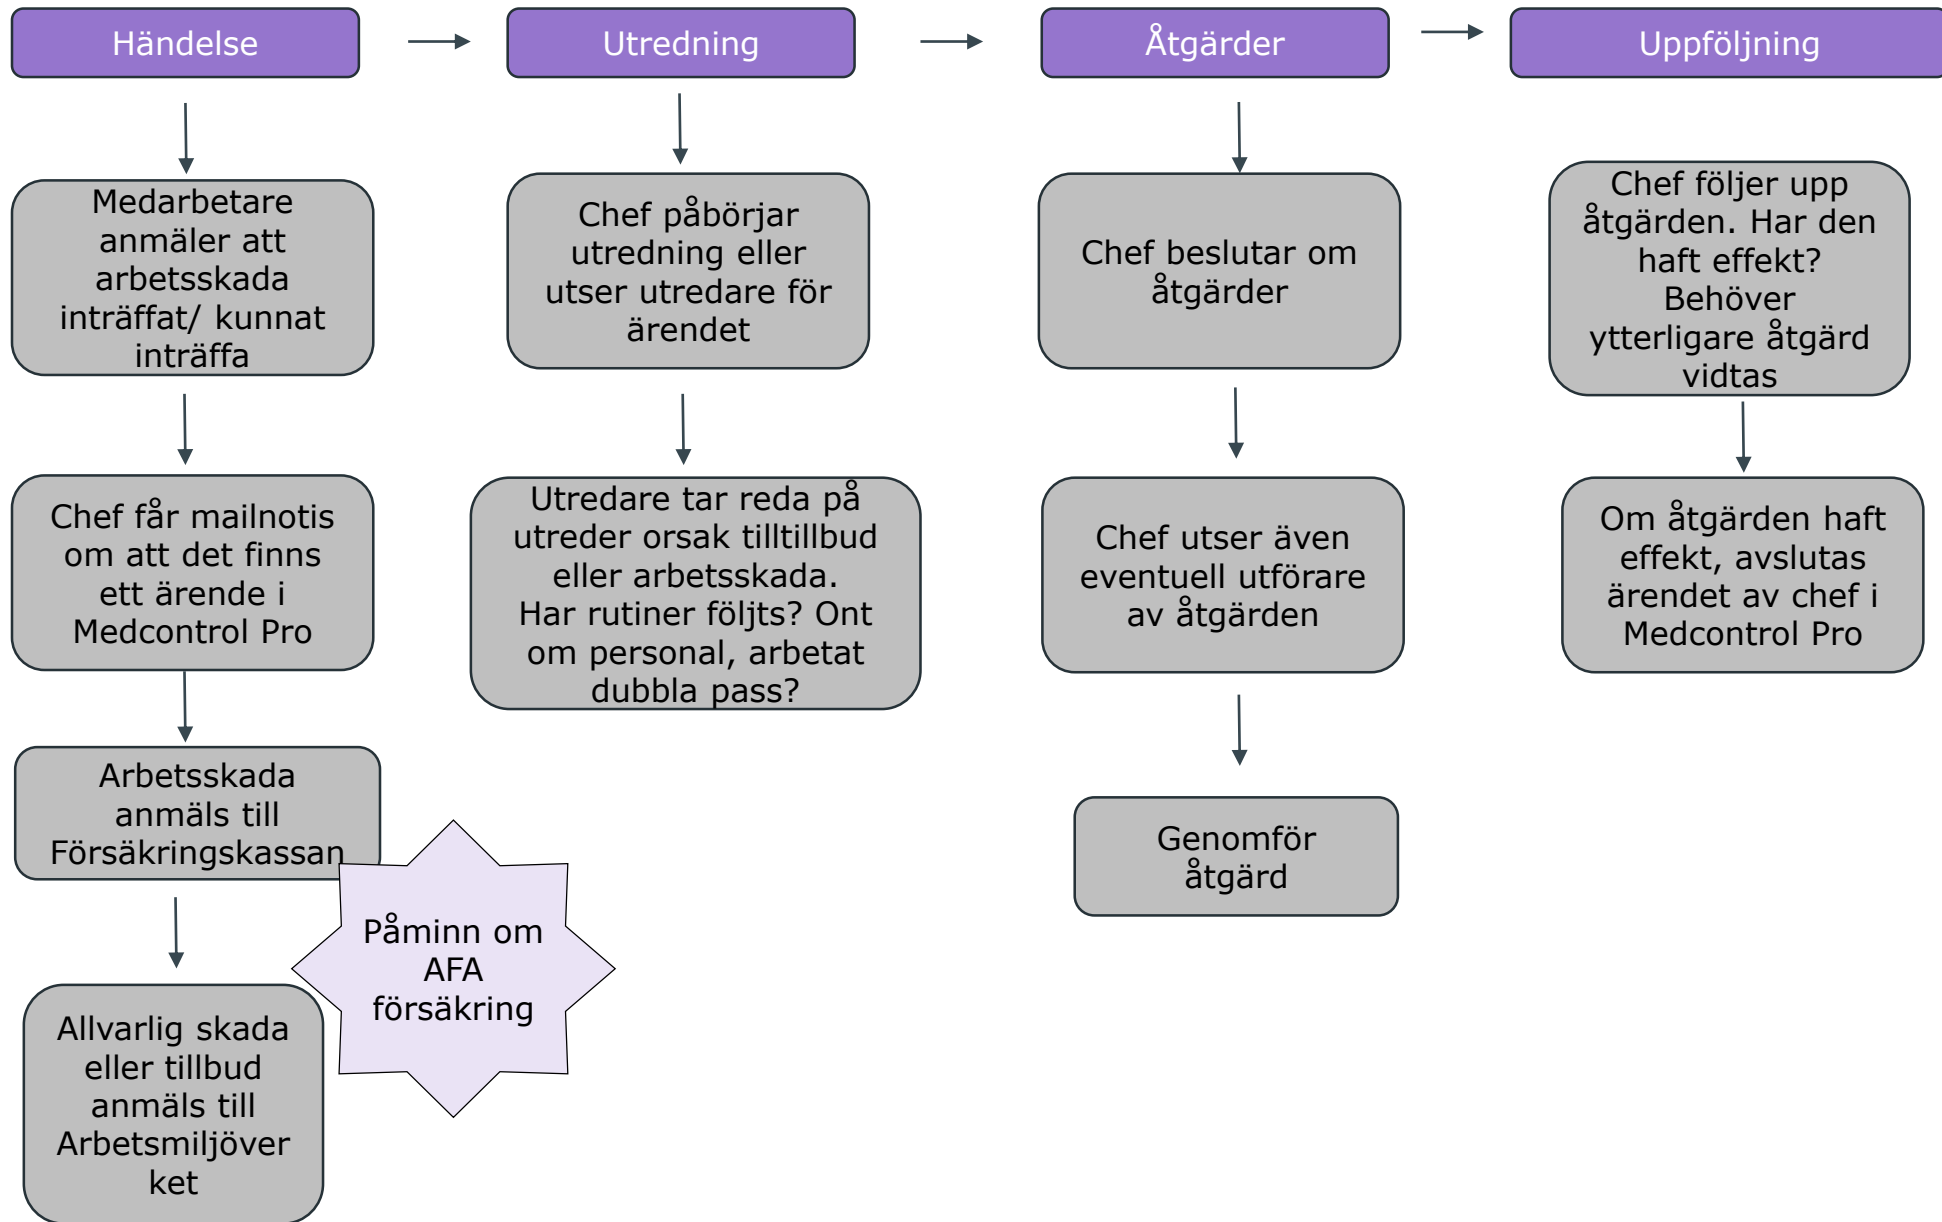 Händelse
Medarbetare
anmäler att
arbetsskada
inträffat/ kunnat
inträffa
Chef får mailnotis
om att det finns
ett ärende i
Medcontrol Pro
Arbetsskada
anmäls till
Försäkringskassan
Påminn om
AFA
försäkring
Allvarlig skada
eller tillbud
anmäls till
Arbetsmiljöver
ket
Utredning
Chef påbörjar
utredning eller
utser utredare för
ärendet
Utredare tar reda på
utreder orsak tilltillbud
eller arbetsskada.
Har rutiner följts? Ont
om personal, arbetat
dubbla pass?
Åtgärder
Chef beslutar om
åtgärder
Chef utser även
eventuell utförare
av åtgärden
Genomför
åtgärd
Uppföljning
Chef följer upp
åtgärden. Har den
haft effekt?
Behöver
ytterligare åtgärd
vidtas
Om åtgärden haft
effekt, avslutas
ärendet av chef i
Medcontrol Pro